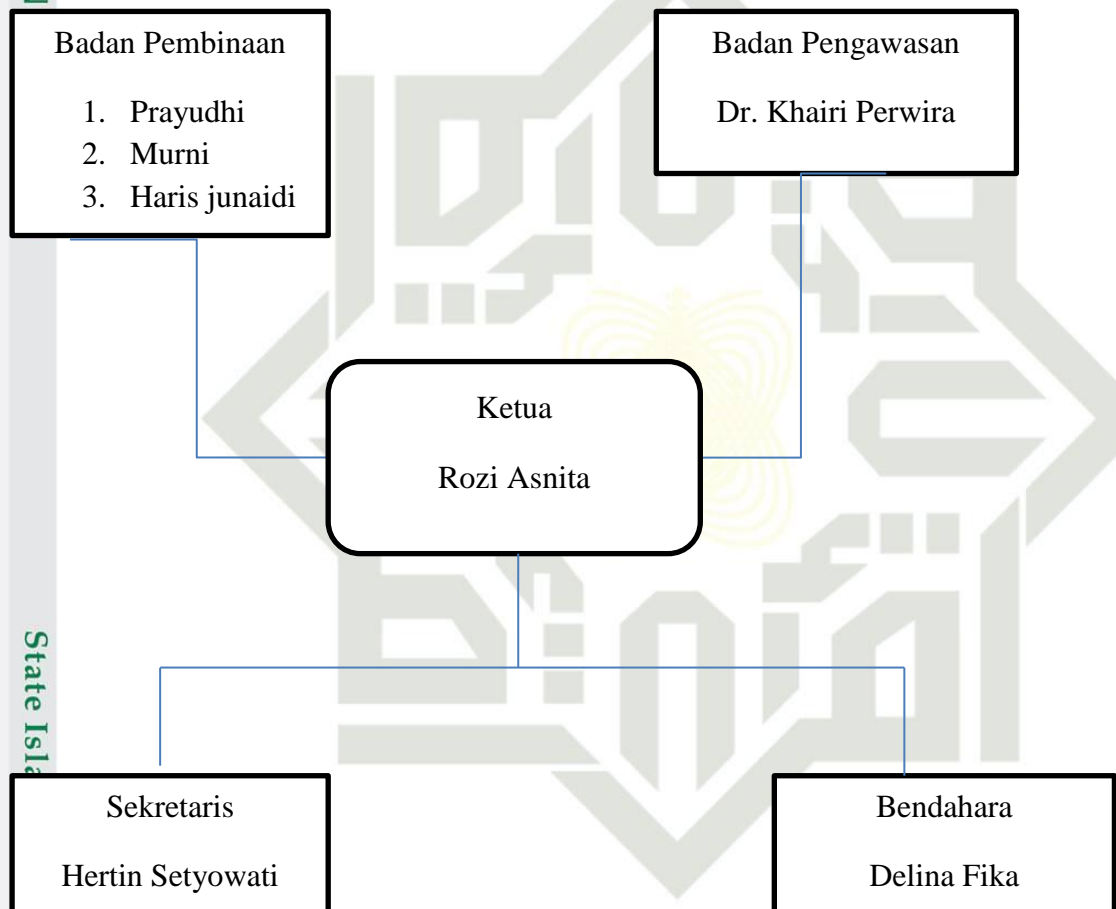 Badan Pembinaan
1. Prayudhi
2. Murni
3. Haris junaidi
Badan Pengawasan
Dr. Khairi Perwira
Ketua
Rozi Asnita
Sekretaris
Hertin Setyowati
Bendahara
Delina Fika
State